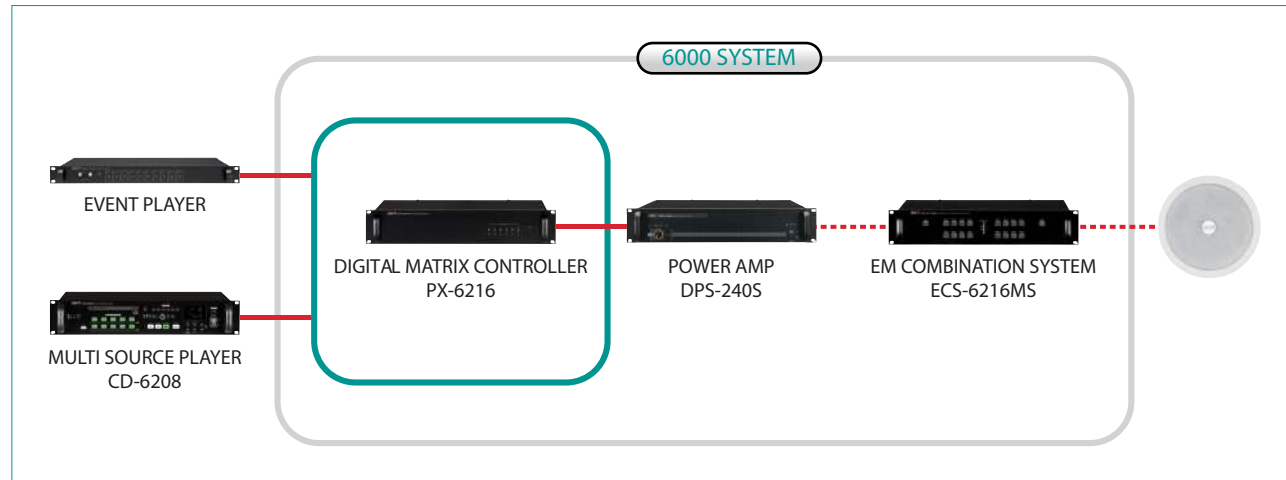 6000 SYSTEM
EVENT PLAYER
DIGITAL MATRIX CONTROLLER
PX-6216
POWER AMP
DPS-240S
EM COMBINATION SYSTEM
ECS-6216MS
MULTI SOURCE PLAYER
CD-6208